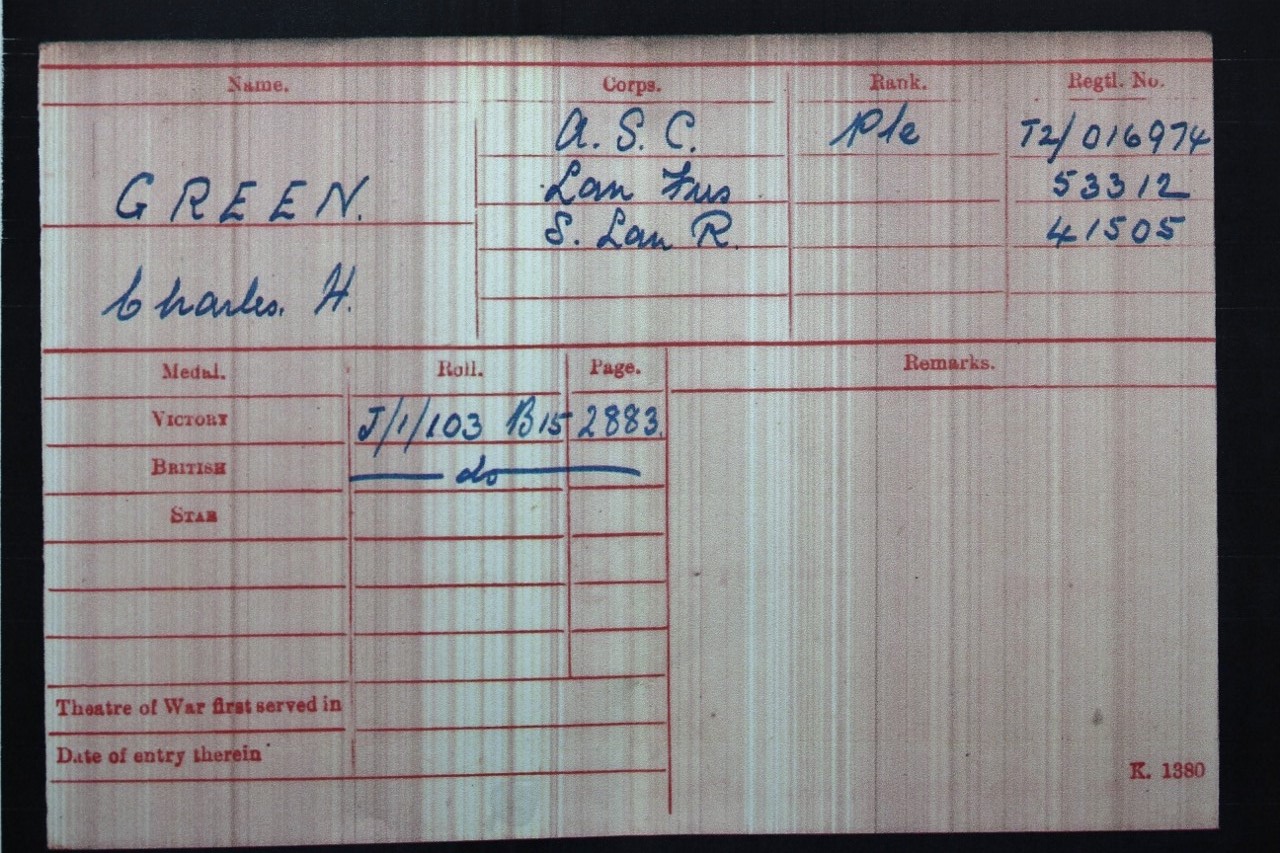 Name. Corps. Rank. Regtl. No.
A. S. C. Pte T2/016974
GREEN. Lan Fus 53312
S. Lan R. 41505
Charles. H.
Medal. Roll. Page. Remarks.
VICTORY J/1/103 B15 2883.
BRITISH do
STAR
Theatre of War first served in
Date of entry therein
K. 1380